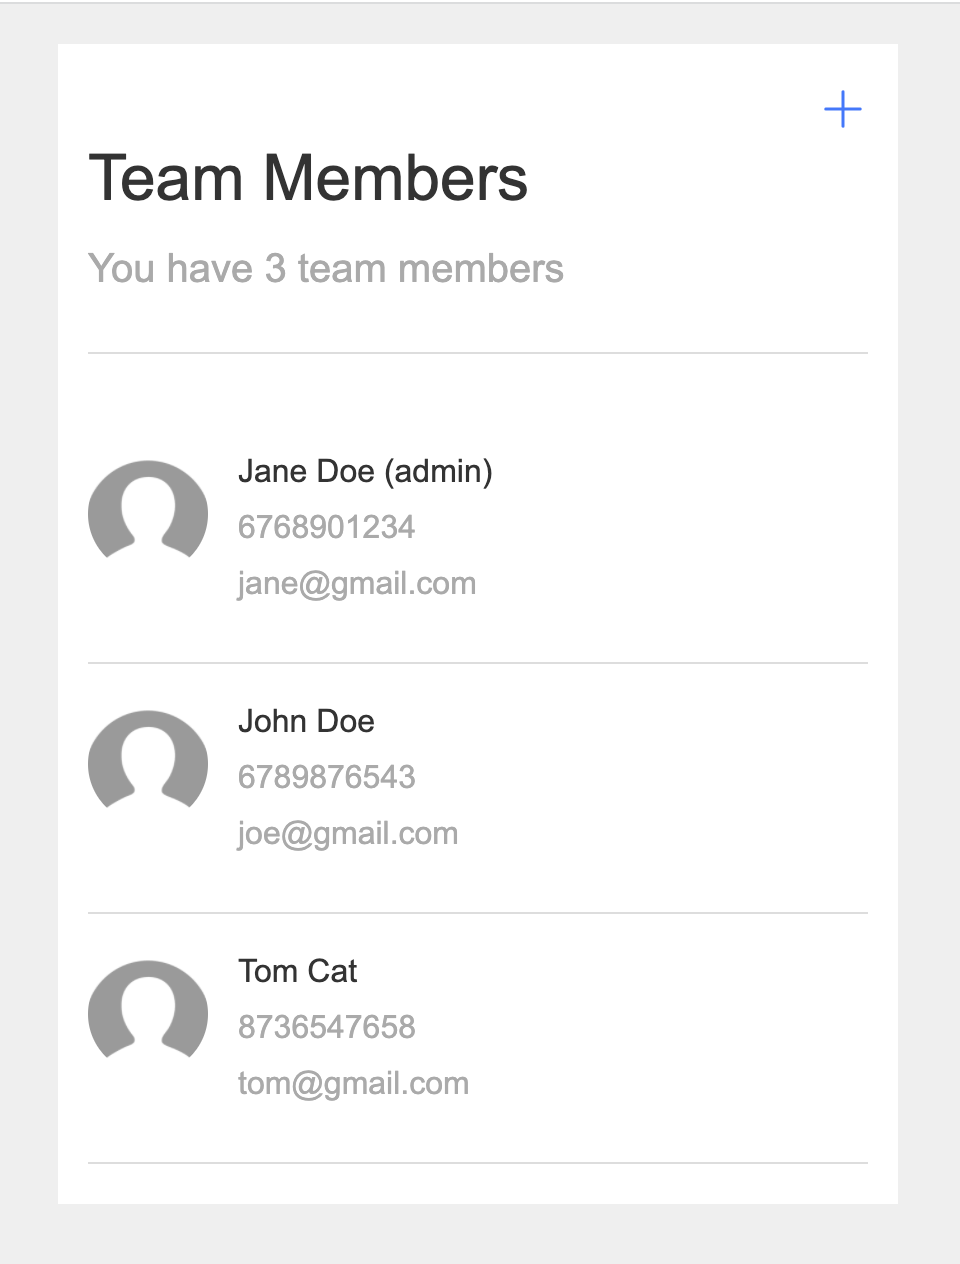 Team Members
You have 3 team members
Jane Doe (admin)
6768901234
jane@gmail.com
John Doe
6789876543
joe@gmail.com
Tom Cat
8736547658
tom@gmail.com